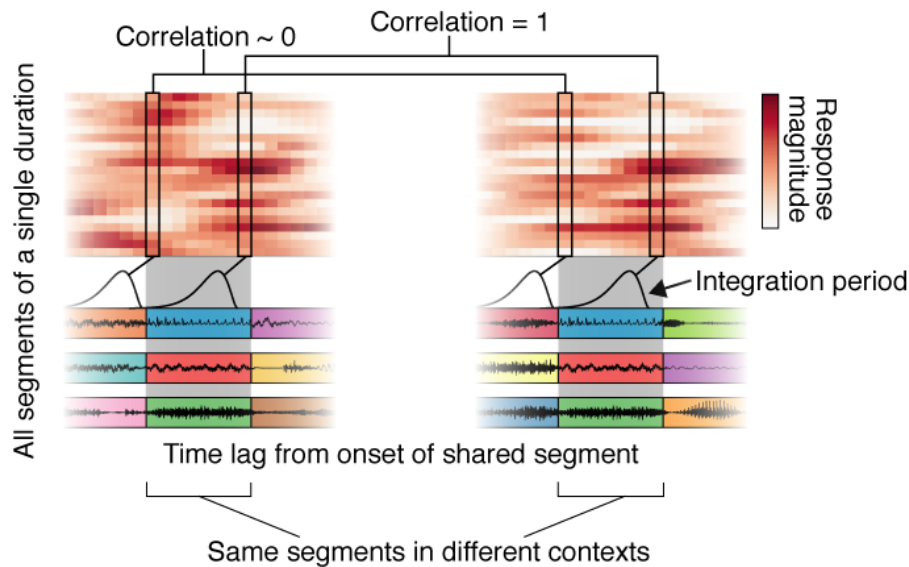 Correlation ~ 0
Correlation = 1
All segments of a single duration
Response
magnitude
Integration period
Time lag from onset of shared segment
Same segments in different contexts